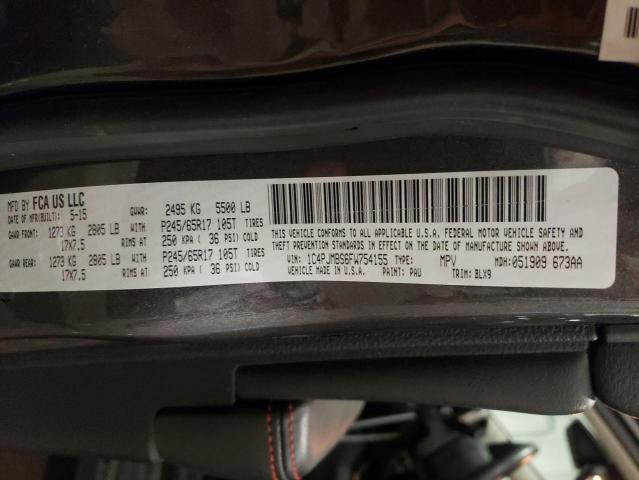 MFD BY FCA US LLC
DATE OF MFR(BUILT): 5-15 GVWR: 2495 KG 5500 LB
GAWR FRONT: 1273 KG 2805 LB WITH P245/65R17 105T TIRES
17X7.5 RIMS AT 250 KPA ( 36 PSI) COLD
GAWR REAR: 1273 KG 2805 LB WITH P245/65R17 105T TIRES
17X7.5 RIMS AT 250 KPA ( 36 PSI) COLD
THIS VEHICLE CONFORMS TO ALL APPLICABLE U.S.A. FEDERAL MOTOR VEHICLE SAFETY AND
THEFT PREVENTION STANDARDS IN EFFECT ON THE DATE OF MANUFACTURE SHOWN ABOVE.
VIN: 1C4PJMBS6FW754155 TYPE: MPV MDH: 051909 673AA
VEHICLE MADE IN U.S.A. PAINT: PAU TRIM: BLX9